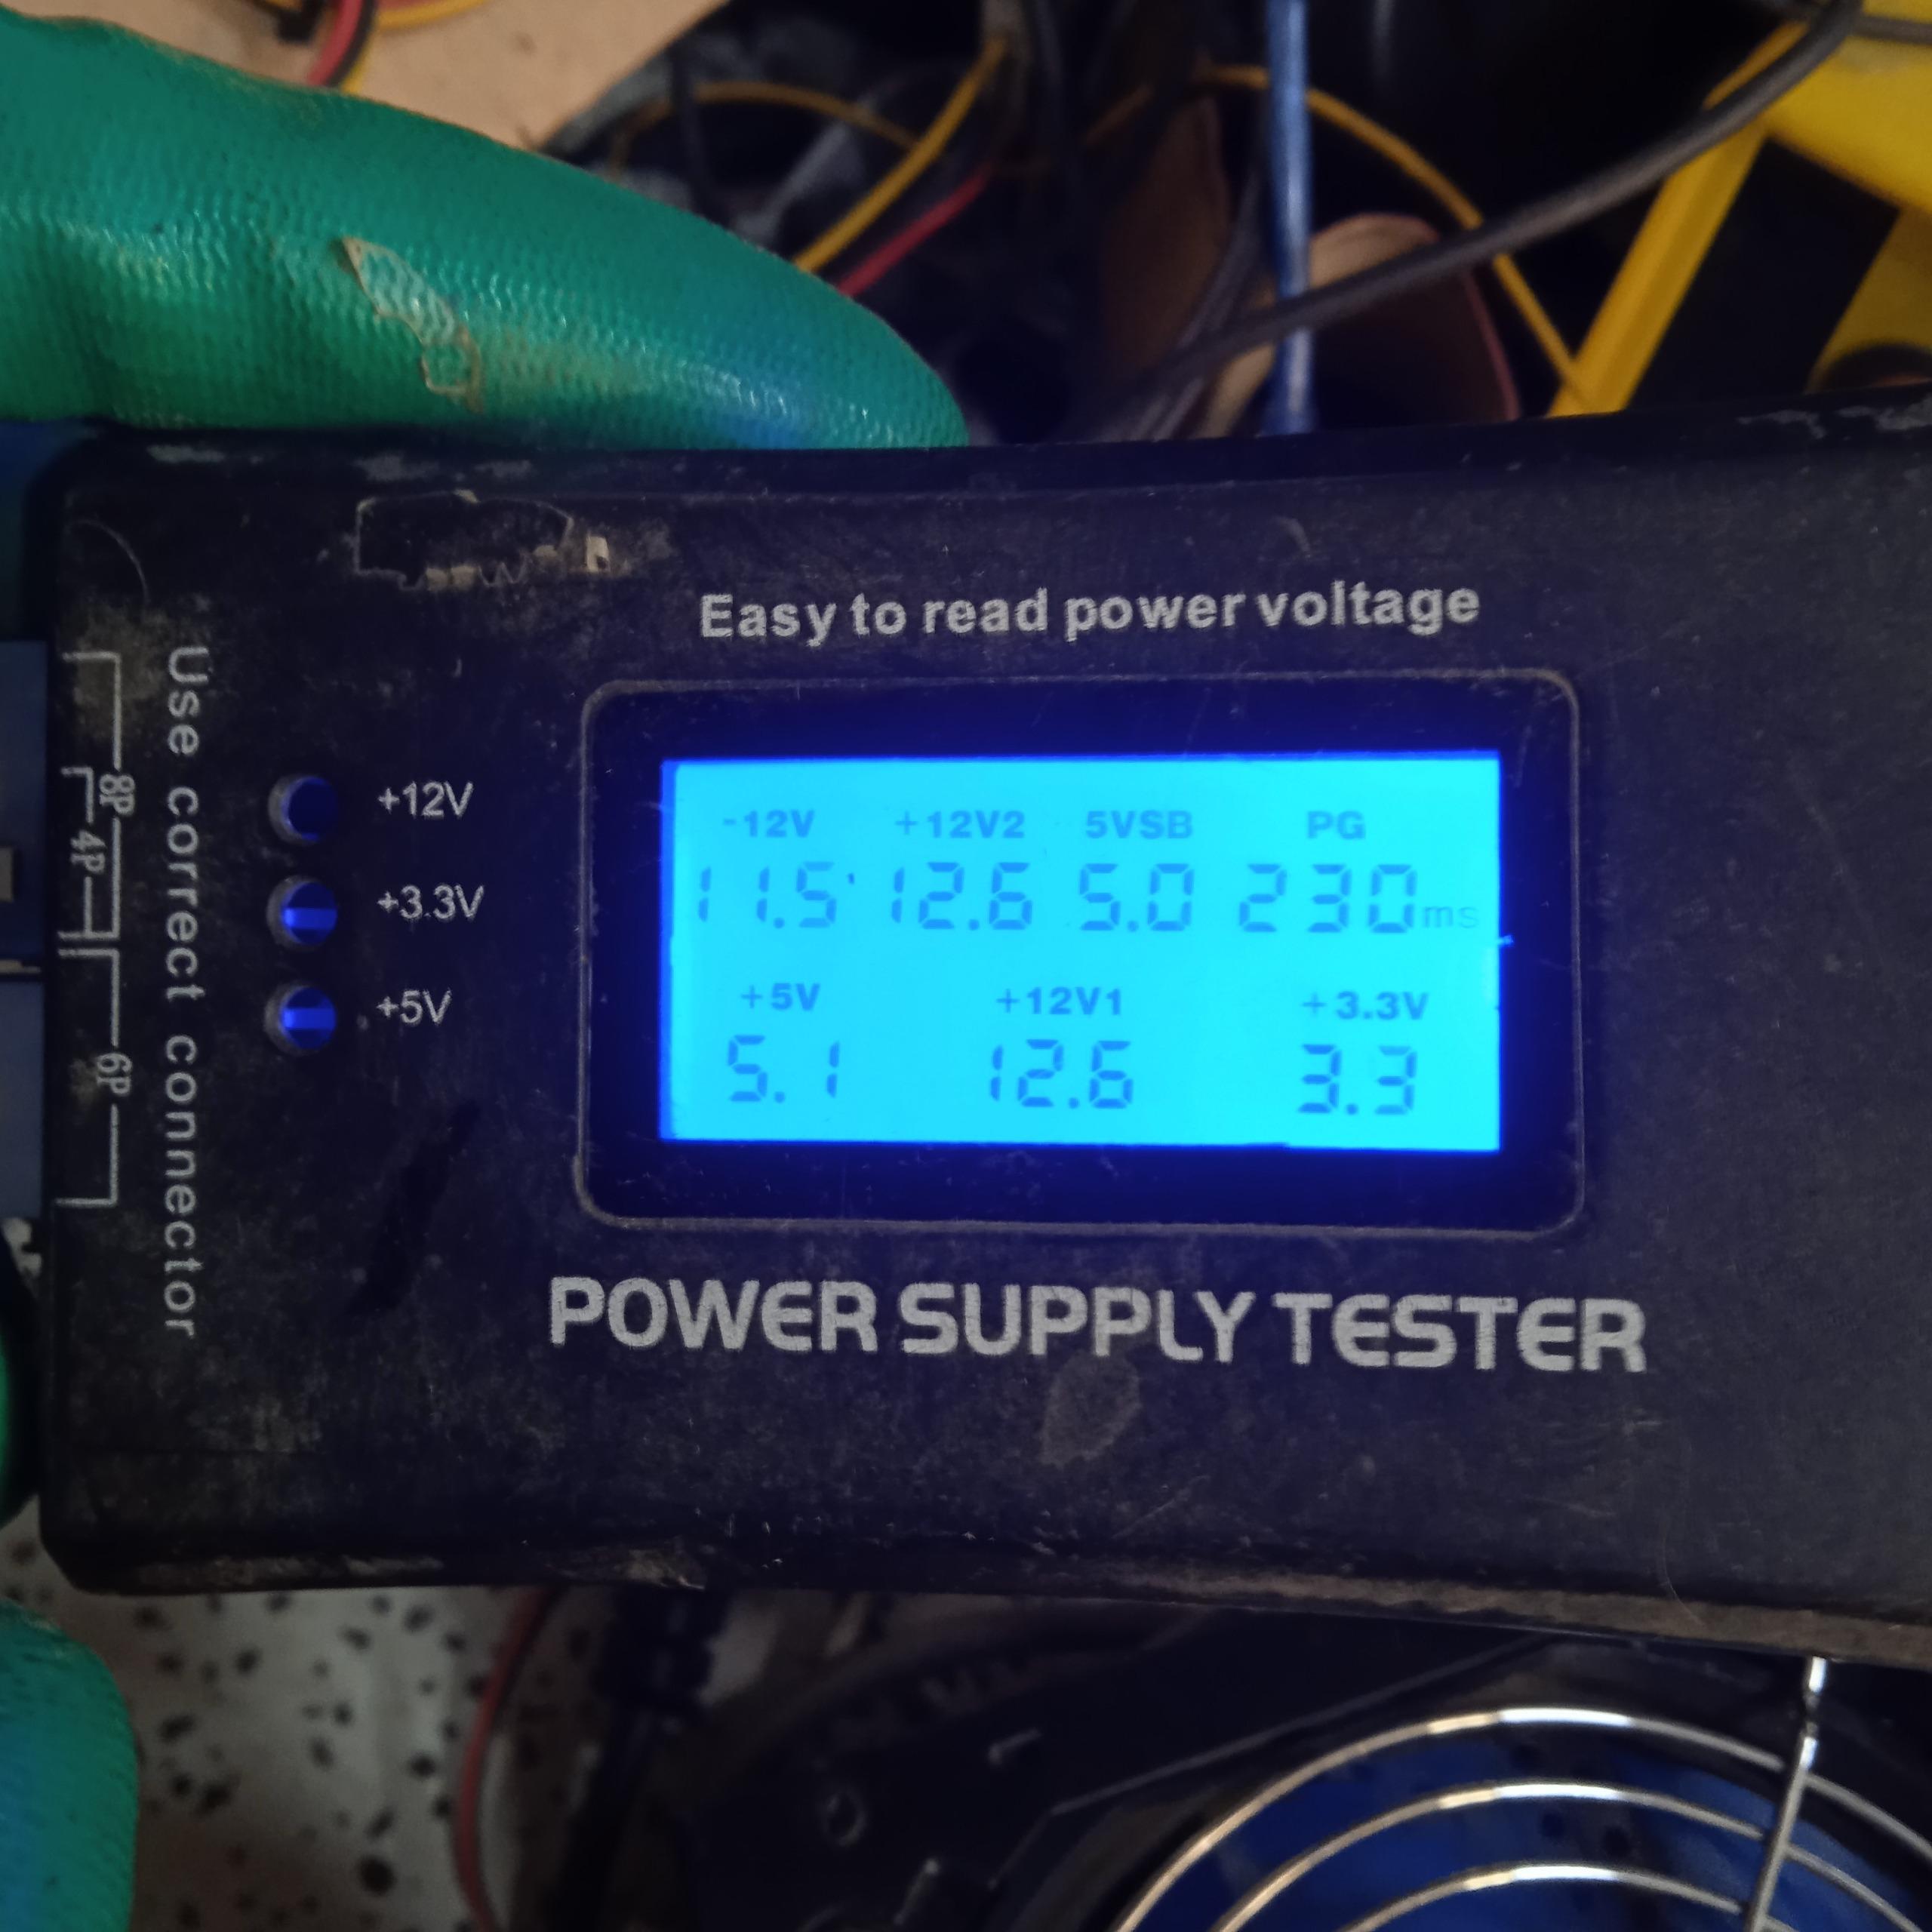 Easy to read power voltage
Use correct connector
8P
4P
6P
+12V
+3.3V
+5V
-12V +12V2 5VSB PG
11.5 12.6 5.0 230ms
+5V +12V1 +3.3V
5.1 12.6 3.3
POWER SUPPLY TESTER